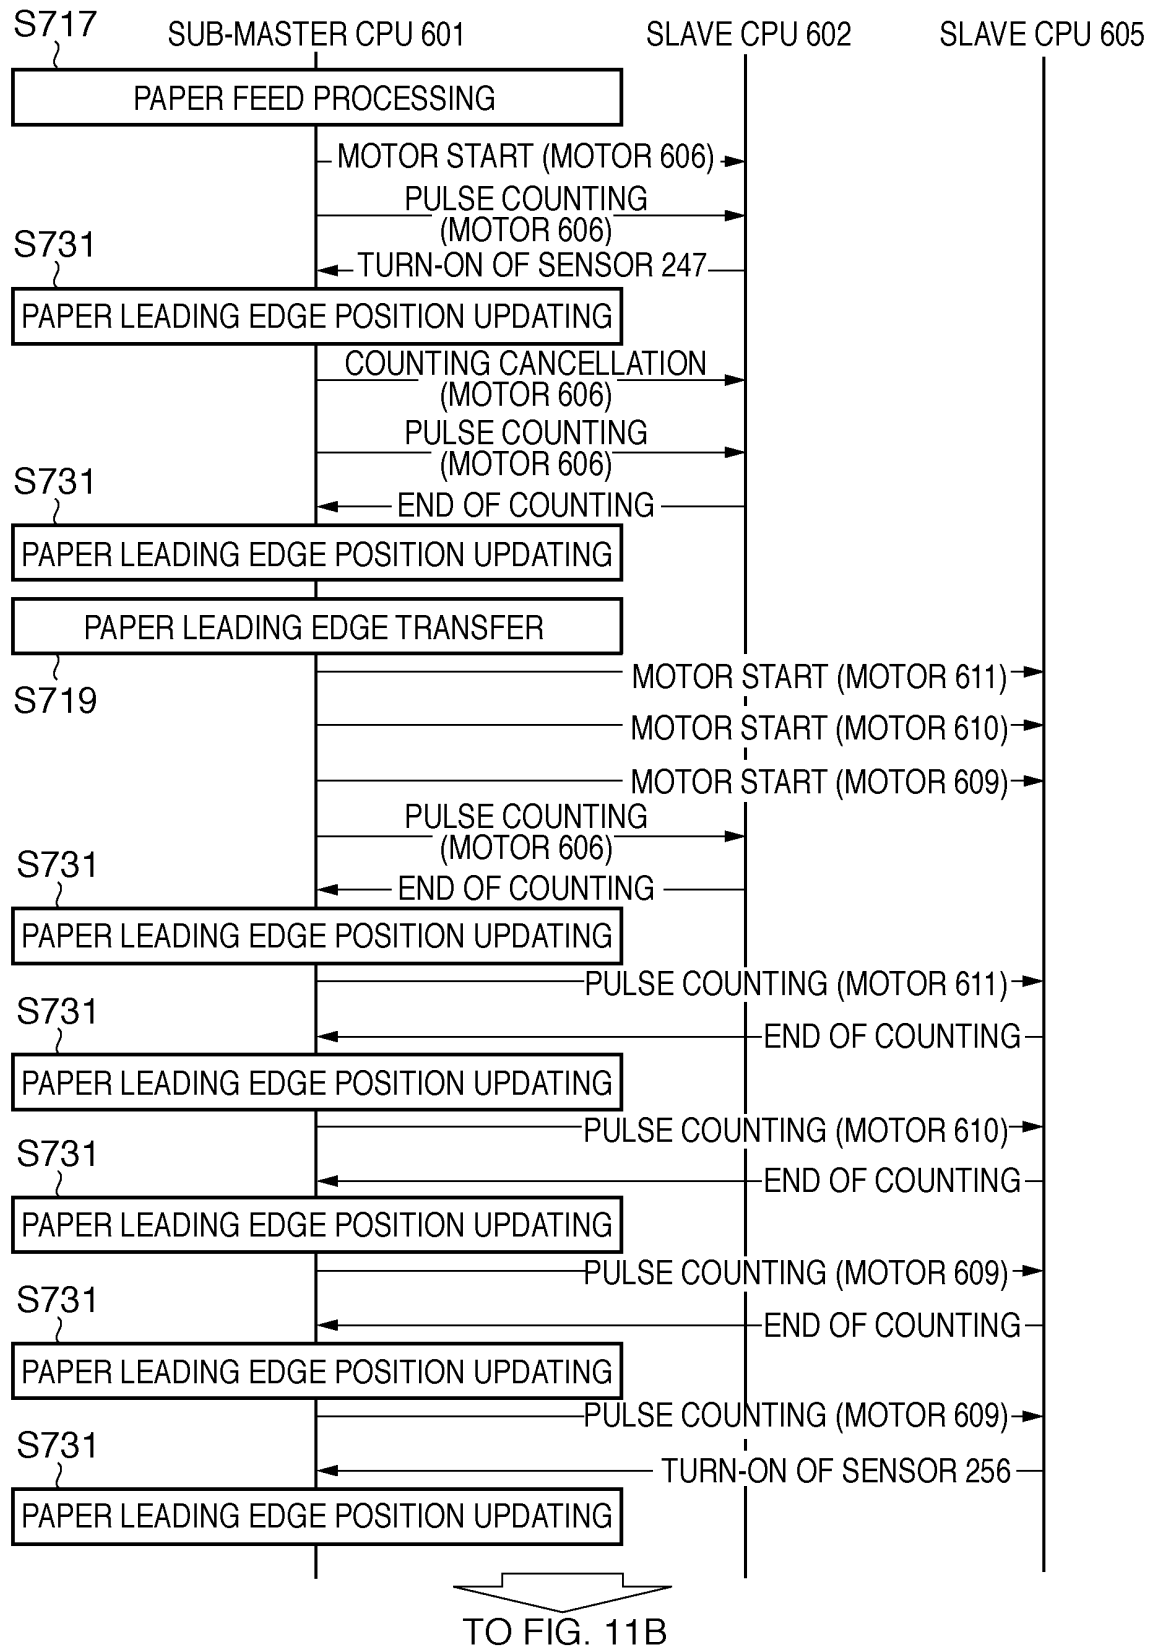 S717
SUB-MASTER CPU 601
SLAVE CPU 602
SLAVE CPU 605
PAPER FEED PROCESSING
MOTOR START (MOTOR 606)
PULSE COUNTING
(MOTOR 606)
S731
TURN-ON OF SENSOR 247
PAPER LEADING EDGE POSITION UPDATING
COUNTING CANCELLATION
(MOTOR 606)
PULSE COUNTING
(MOTOR 606)
S731
END OF COUNTING
PAPER LEADING EDGE POSITION UPDATING
PAPER LEADING EDGE TRANSFER
S719
MOTOR START (MOTOR 611)
MOTOR START (MOTOR 610)
MOTOR START (MOTOR 609)
PULSE COUNTING
(MOTOR 606)
S731
END OF COUNTING
PAPER LEADING EDGE POSITION UPDATING
PULSE COUNTING (MOTOR 611)
S731
END OF COUNTING
PAPER LEADING EDGE POSITION UPDATING
PULSE COUNTING (MOTOR 610)
S731
END OF COUNTING
PAPER LEADING EDGE POSITION UPDATING
PULSE COUNTING (MOTOR 609)
S731
END OF COUNTING
PAPER LEADING EDGE POSITION UPDATING
PULSE COUNTING (MOTOR 609)
S731
TURN-ON OF SENSOR 256
PAPER LEADING EDGE POSITION UPDATING
TO FIG. 11B